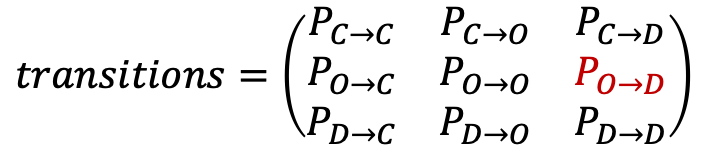 P_{C→C} P_{C→O} P_{C→D}
transitions = ( P_{O→C} P_{O→O} P_{O→D} )
P_{D→C} P_{D→O} P_{D→D}